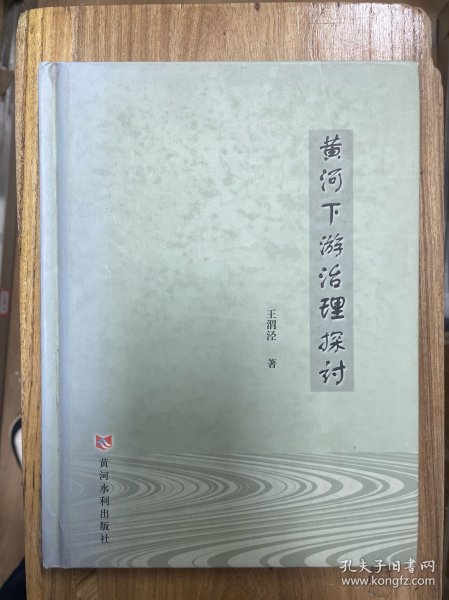 黄河下游治理探讨
王渭泾 著
黄河水利出版社
孔夫子旧书网
www.kongfz.com